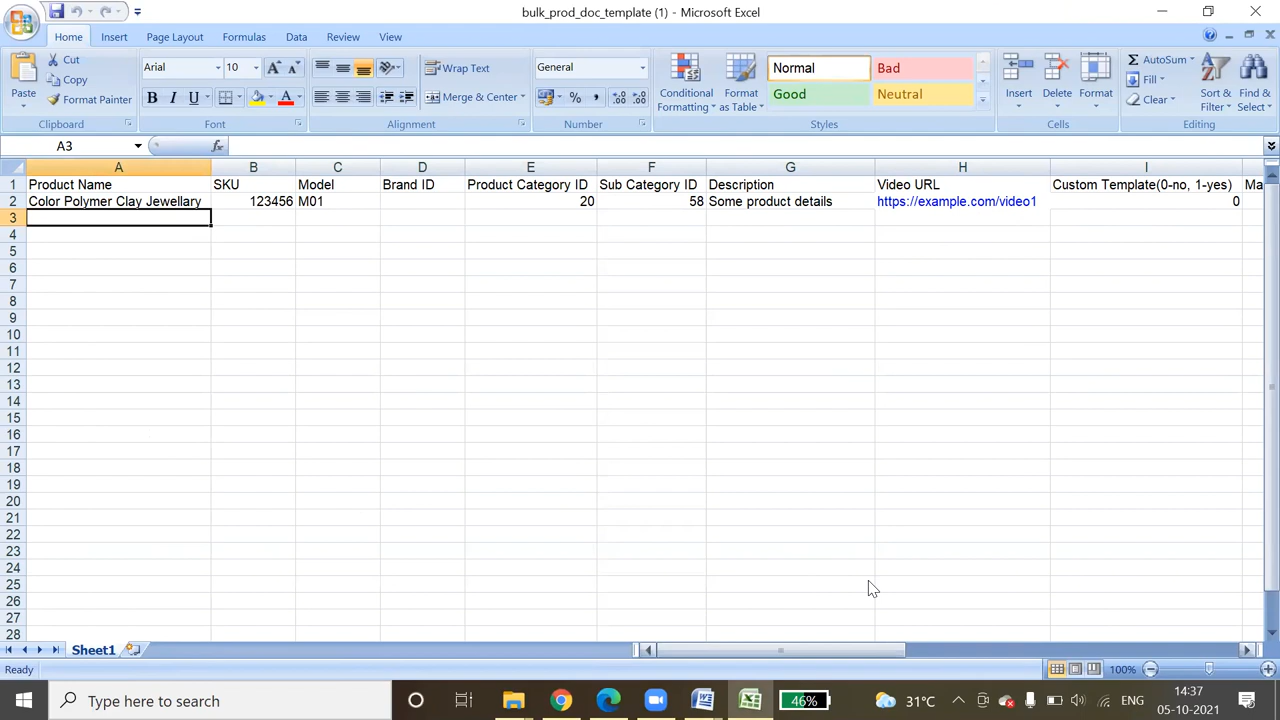 bulk_prod_doc_template (1) - Microsoft Excel
Home Insert Page Layout Formulas Data Review View
Paste Cut Copy Format Painter Clipboard
Arial 10 A A B I U A Font
Wrap Text Merge & Center Alignment
General % , .0 .00 .00 .0 Number
Conditional Formatting Format as Table Normal Bad Good Neutral Styles
Insert Delete Format Cells
AutoSum Fill Clear Sort & Filter Find & Select Editing
A3 fx
A B C D E F G H I
1 Product Name SKU Model Brand ID Product Category ID Sub Category ID Description Video URL Custom Template(0-no, 1-yes) Ma
2 Color Polymer Clay Jewellary 123456 M01 20 58 Some product details https://example.com/video1 0
3
4
5
6
7
8
9
10
11
12
13
14
15
16
17
18
19
20
21
22
23
24
25
26
27
28
Sheet1
Ready 100%
Type here to search 46% 31°C ENG 14:37
05-10-2021